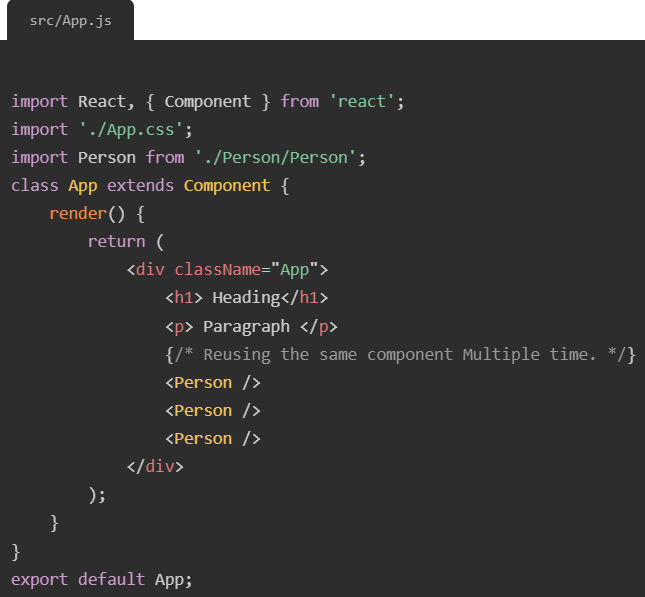 src/App.js
import React, { Component } from 'react';
import './App.css';
import Person from './Person/Person';
class App extends Component {
    render() {
        return (
            <div className="App">
                <h1> Heading</h1>
                <p> Paragraph </p>
                {/* Reusing the same component Multiple time. */}
                <Person />
                <Person />
                <Person />
            </div>
        );
    }
}
export default App;